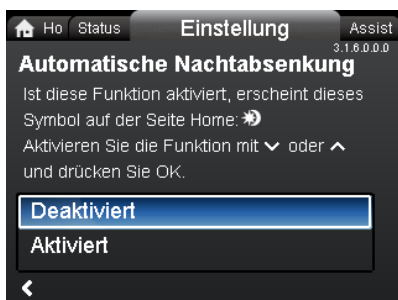 Ho Status Einstellung Assist
3.1.6.0.0.0
Automatische Nachtabsenkung
Ist diese Funktion aktiviert, erscheint dieses
Symbol auf der Seite Home:
Aktivieren Sie die Funktion mit oder
und drücken Sie OK.
Deaktiviert
Aktiviert